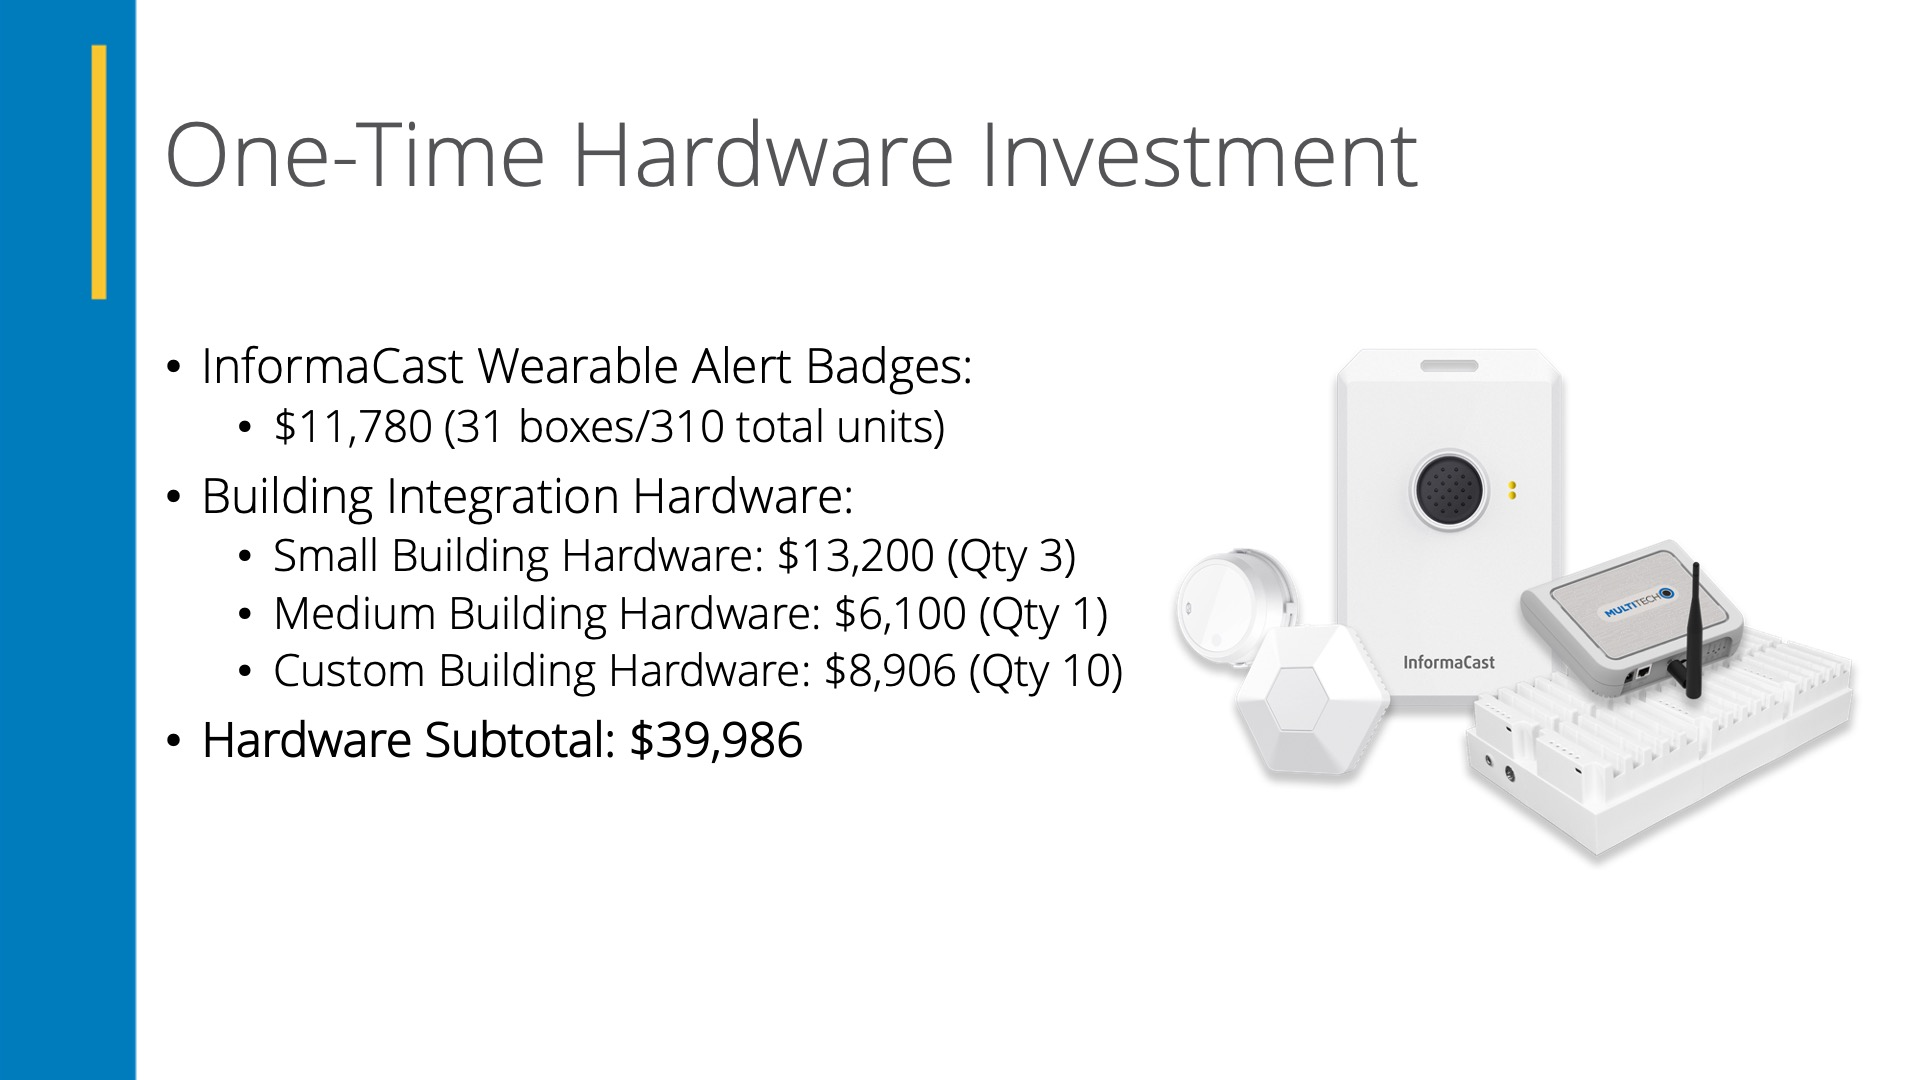 One-Time Hardware Investment
• InformaCast Wearable Alert Badges:
• $11,780 (31 boxes/310 total units)
• Building Integration Hardware:
• Small Building Hardware: $13,200 (Qty 3)
• Medium Building Hardware: $6,100 (Qty 1)
• Custom Building Hardware: $8,906 (Qty 10)
• Hardware Subtotal: $39,986
MULTITECH
InformaCast